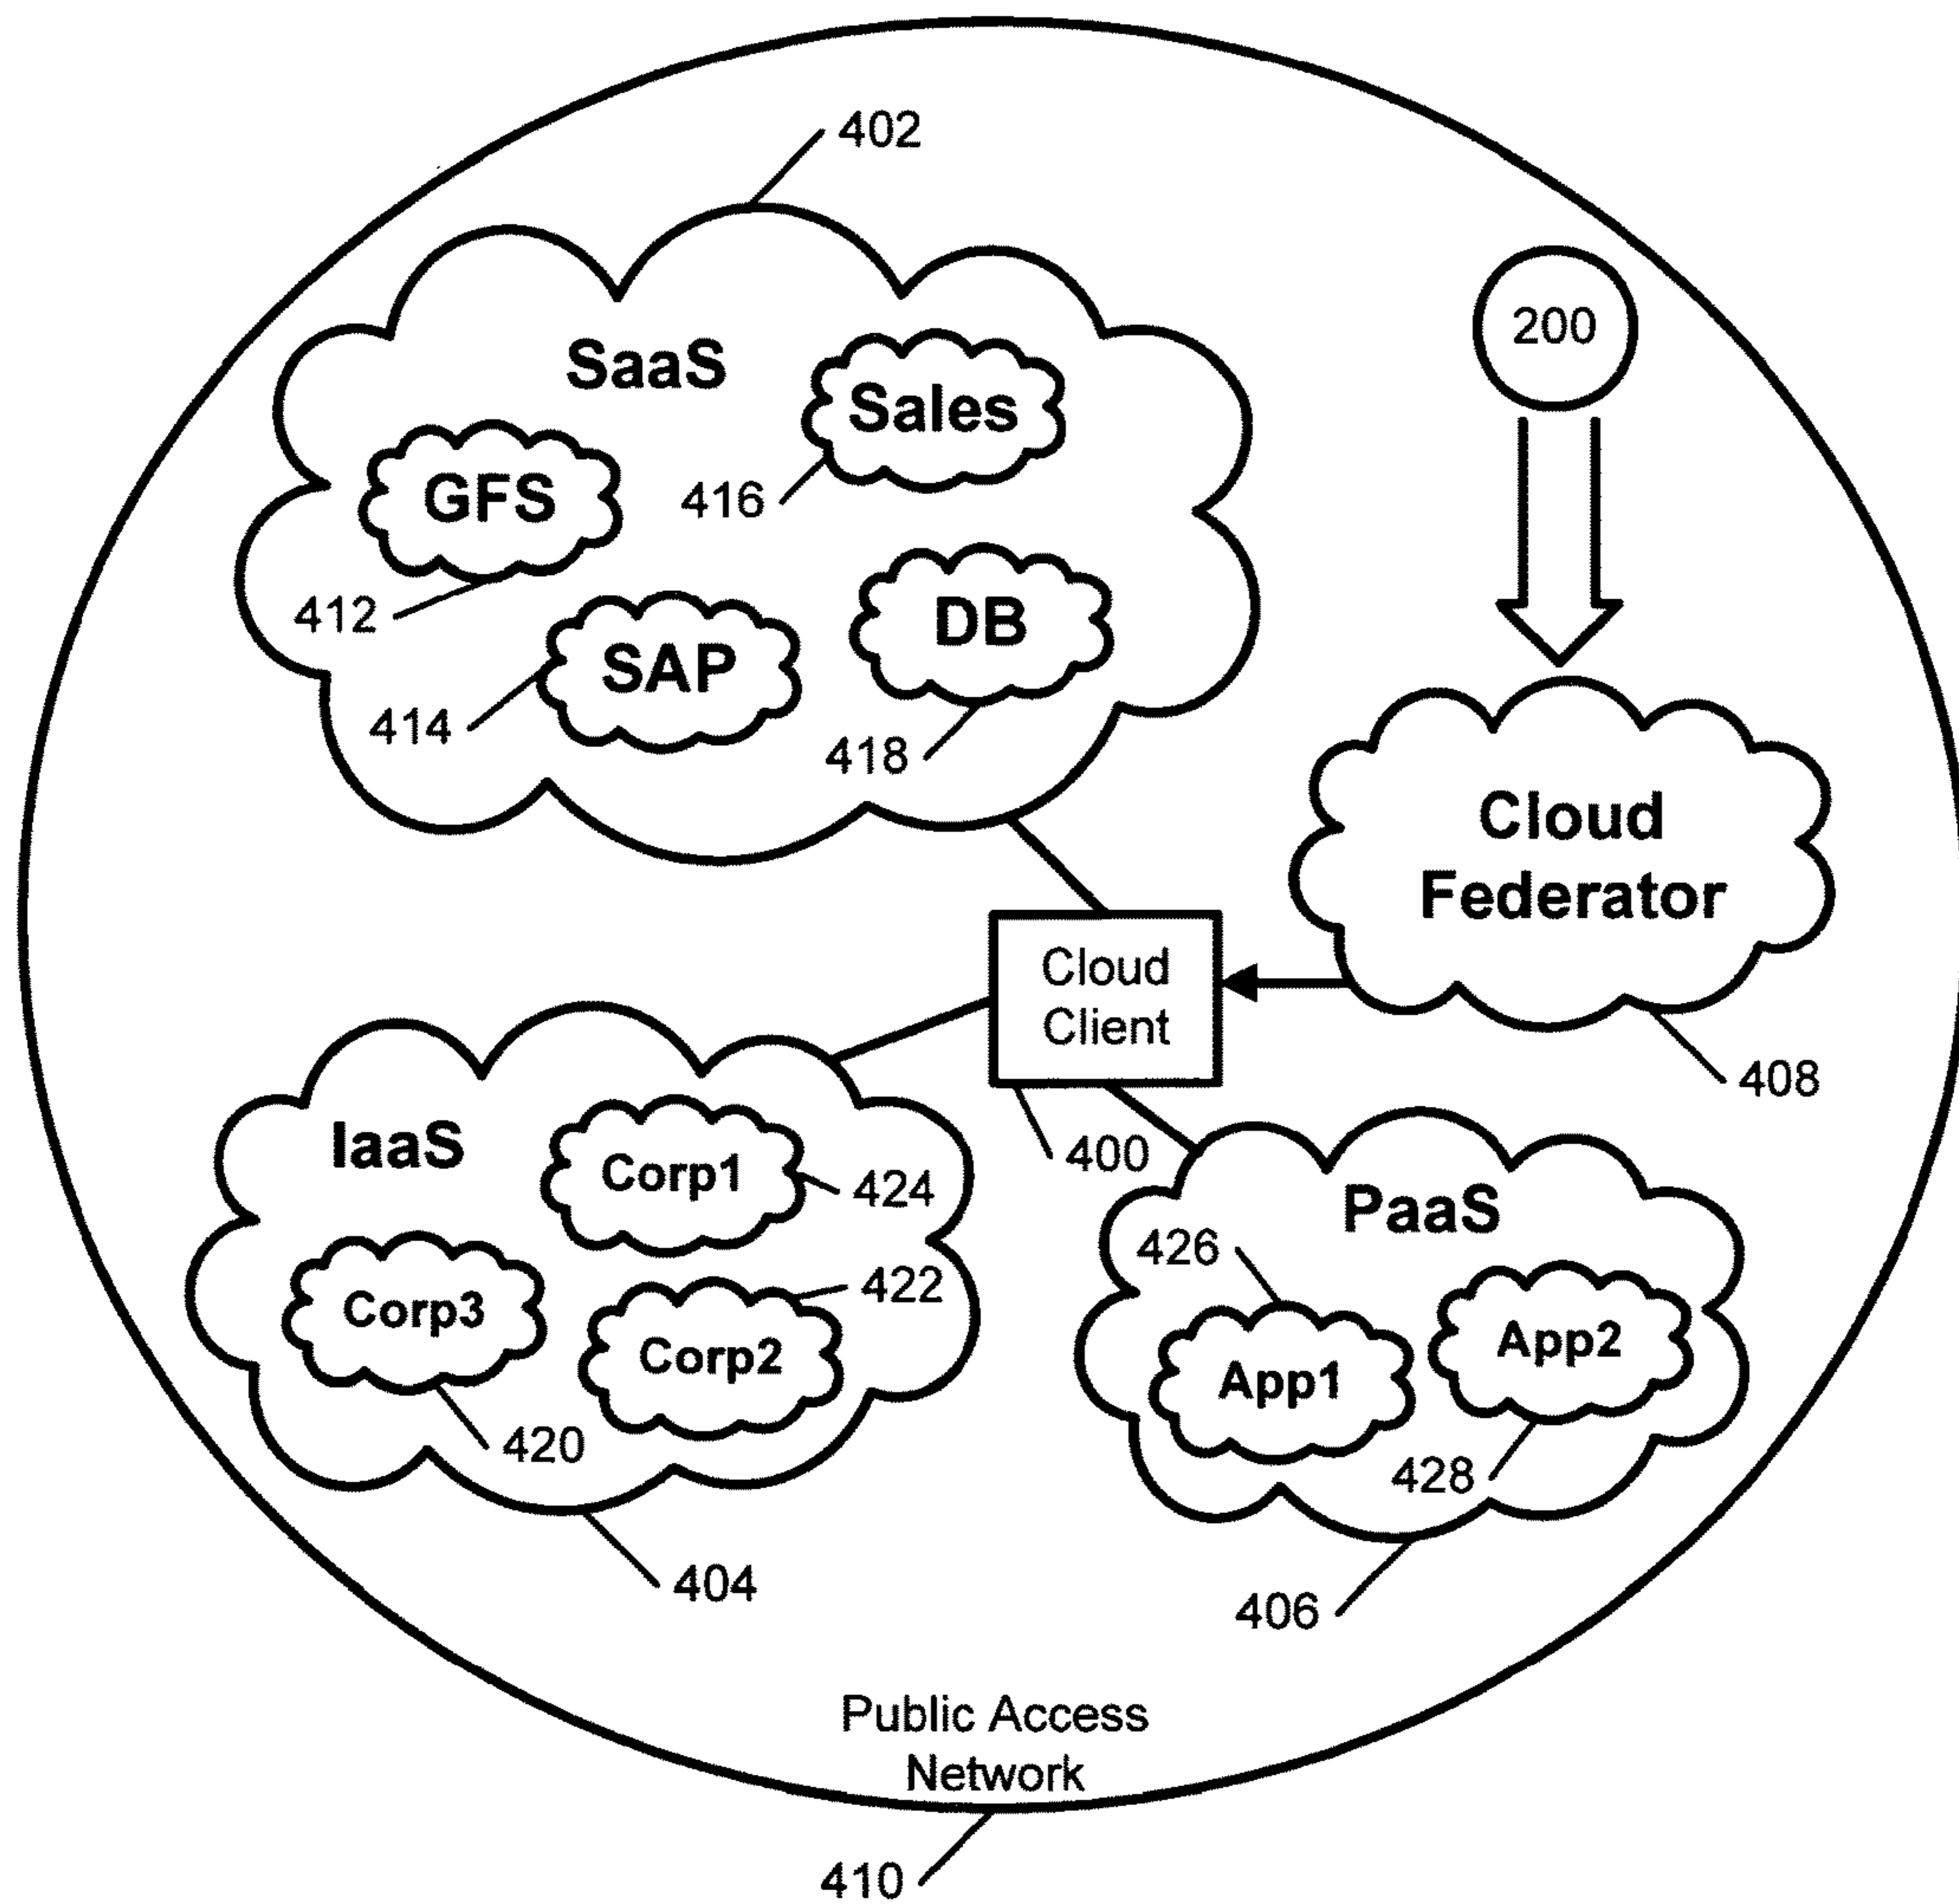 402
200
SaaS
Sales
GFS
416
412
DB
SAP
414
418
Cloud
Federator
Cloud
Client
408
IaaS
Corp1
400
424
PaaS
426
422
Corp3
App2
Corp2
App1
420
428
404
406
Public Access
Network
410